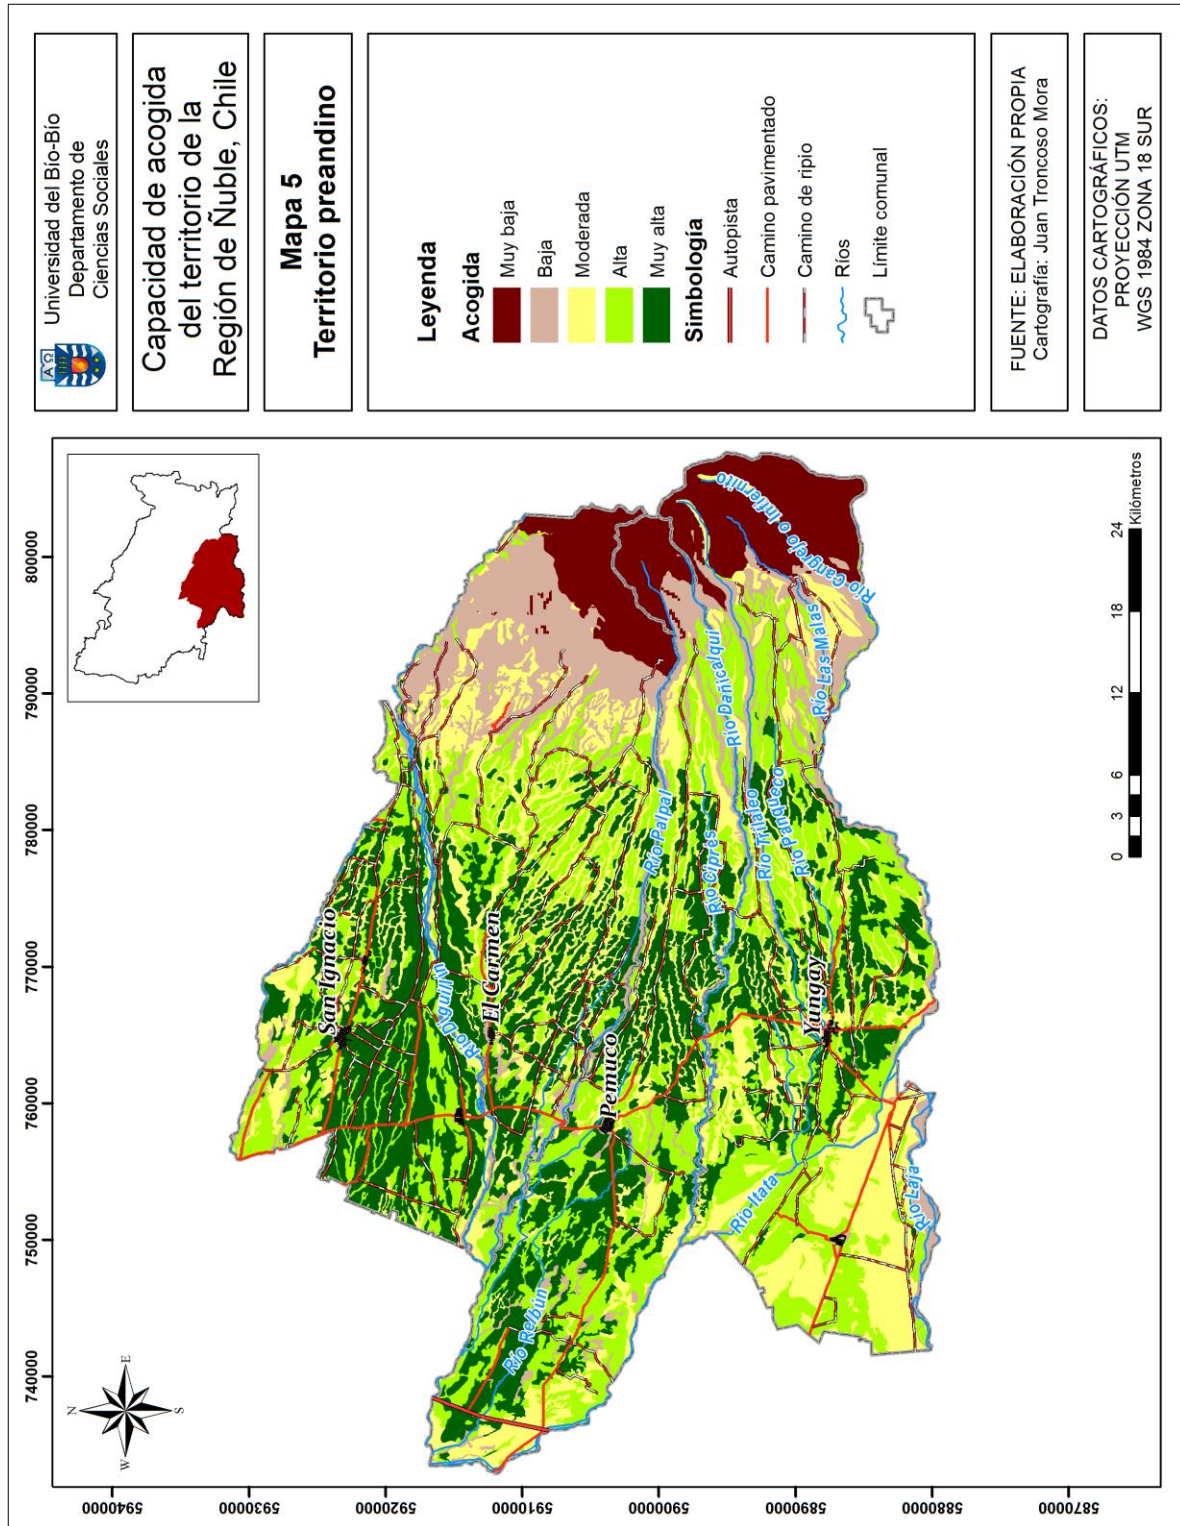 Universidad del Bío-Bío
Departamento de
Ciencias Sociales
Capacidad de acogida
del territorio de la
Región de Ñuble, Chile
Mapa 5
Territorio preandino
Leyenda
Acogida
Muy baja
Baja
Moderada
Alta
Muy alta
Simbología
Autopista
Camino pavimentado
Camino de ripio
Ríos
Límite comunal
FUENTE: ELABORACIÓN PROPIA
Cartografía: Juan Troncoso Mora
DATOS CARTOGRÁFICOS:
PROYECCIÓN UTM
WGS 1984 ZONA 18 SUR
740000
750000
760000
770000
780000
790000
800000
5940000
5930000
5920000
5910000
5900000
5890000
5880000
5870000
N
E
S
W
San Ignacio
Río Diguillín
El Carmen
Río Relbún
Pemuco
Río Palpal
Río Ciprés
Río Dañicalqui
Río Trilaleo
Río Panqueco
Yungay
Río Itata
Río Las Malas
Río Cangrejo o Infiernito
Río Laja
0
3
6
12
18
24
Kilómetros